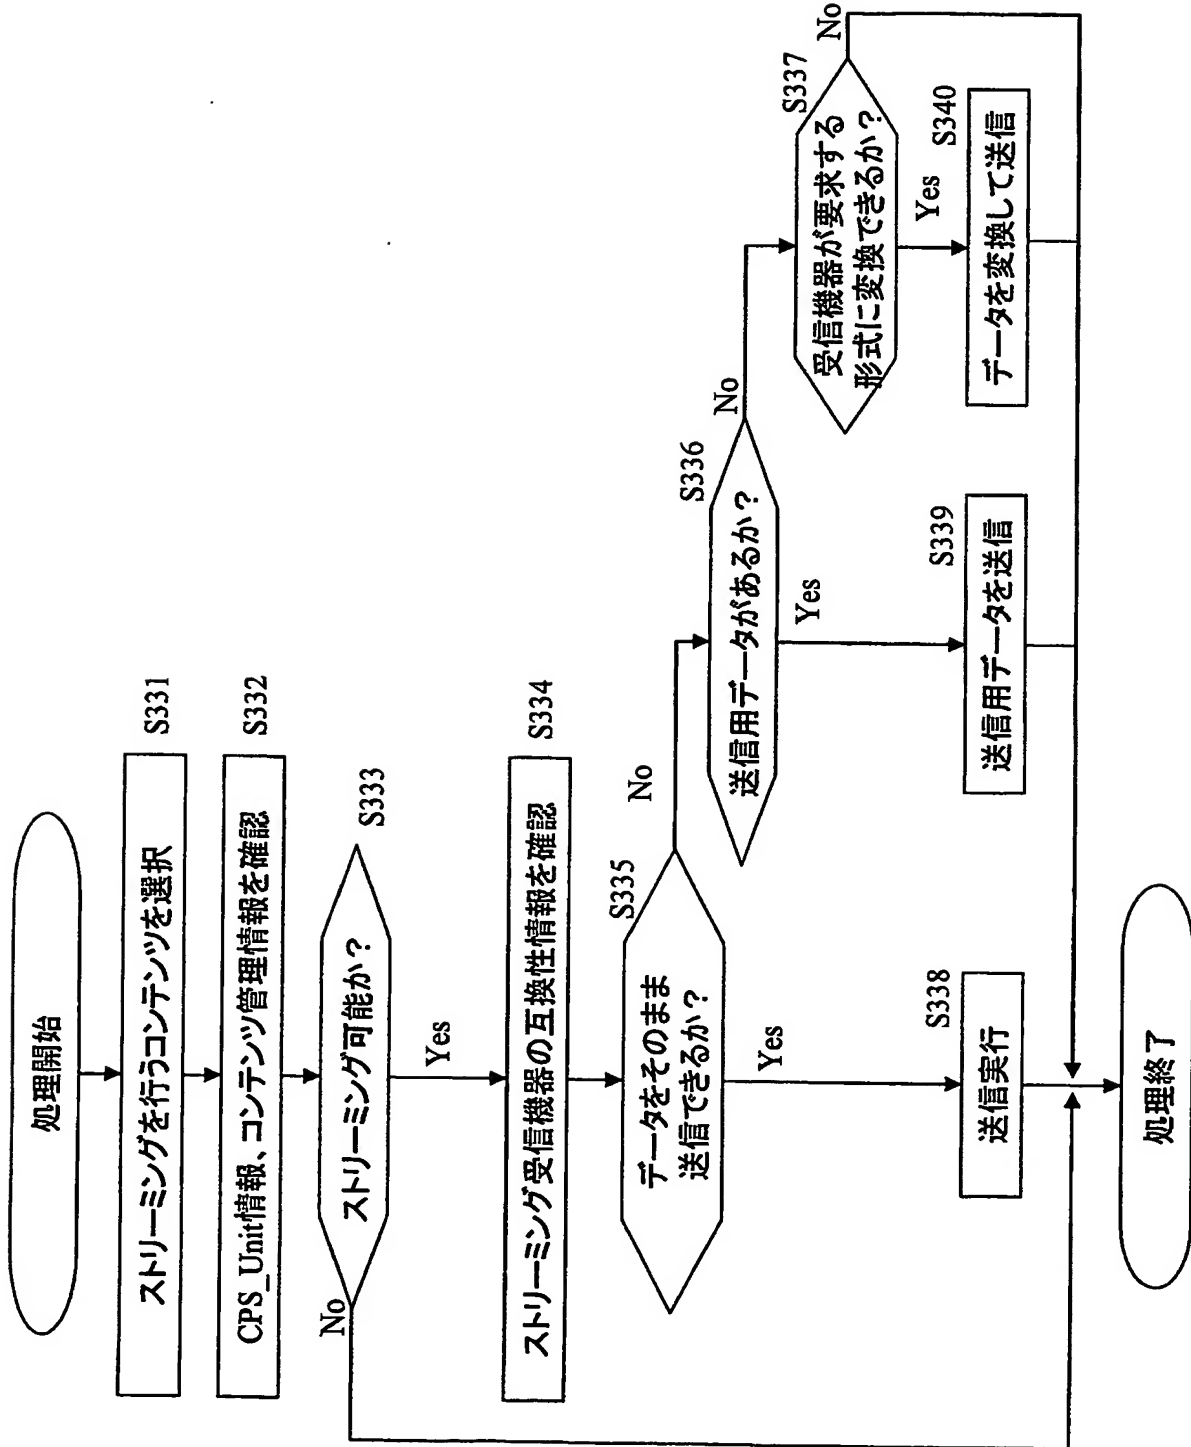 処理開始
S331
ストリーミングを行うコンテンツを選択
S332
CPS_Unit情報、コンテンツ管理情報を確認
S333
ストリーミング可能か?
No
Yes
S334
ストリーミング受信機器の互換性情報を確認
S335
データをそのまま
送信できるか?
No
Yes
S336
送信用データがあるか?
No
Yes
S337
受信機器が要求する
形式に変換できるか?
No
Yes
S338
送信実行
S339
送信用データを送信
S340
データを変換して送信
処理終了